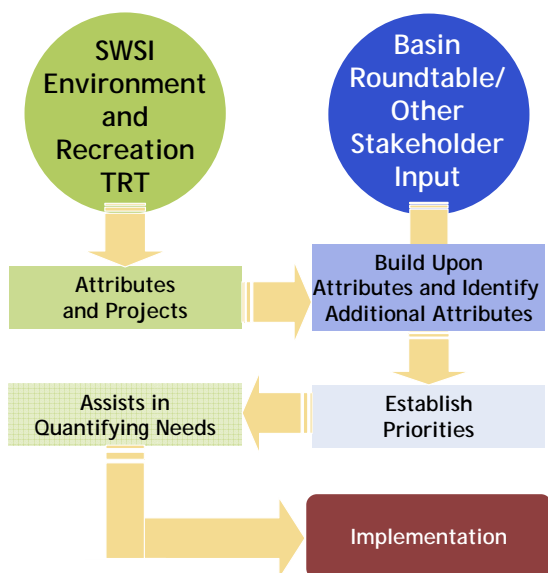 SWSI
Environment
and
Recreation
TRT
Basin
Roundtable/
Other
Stakeholder
Input
Attributes
and Projects
Build Upon
Attributes and Identify
Additional Attributes
Assists in
Quantifying Needs
Establish
Priorities
Implementation